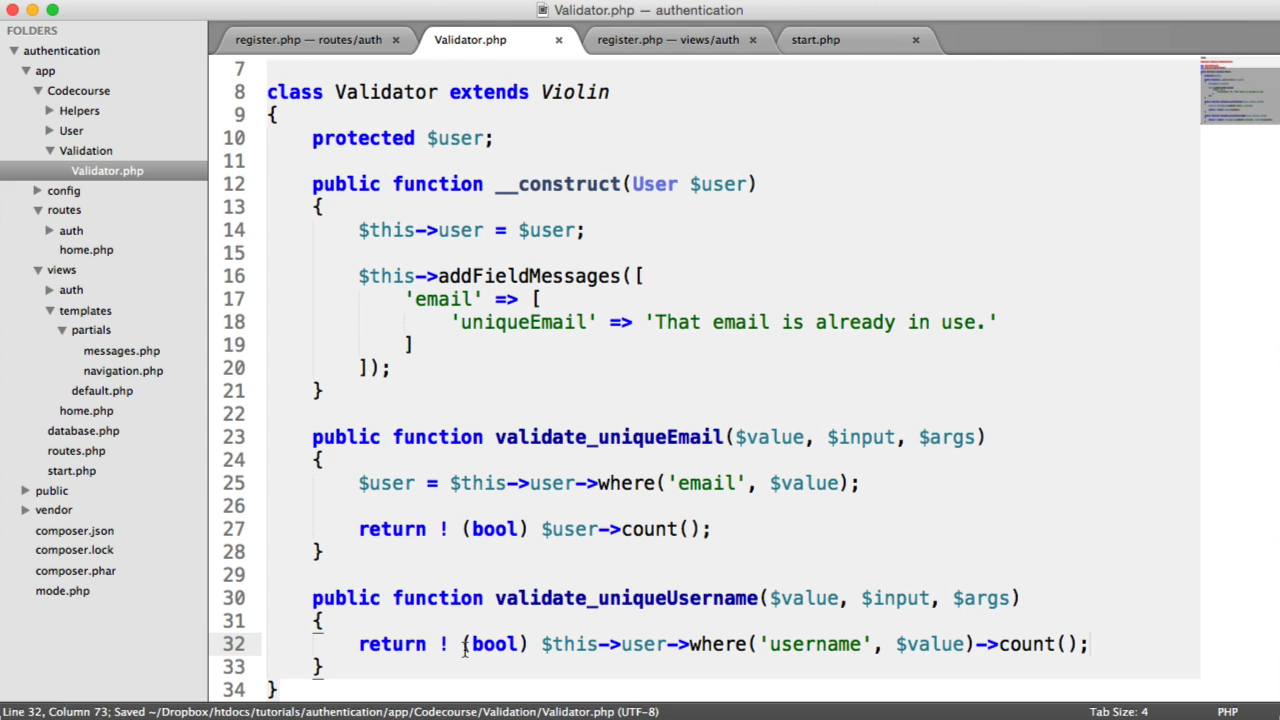 Validator.php — authentication
FOLDERS
authentication
app
Codecourse
Helpers
User
Validation
Validator.php
config
routes
auth
home.php
views
auth
templates
partials
messages.php
navigation.php
default.php
home.php
database.php
routes.php
start.php
public
vendor
composer.json
composer.lock
composer.phar
mode.php
register.php — routes/auth ×
Validator.php ×
register.php — views/auth ×
start.php ×
7
8 class Validator extends Violin
9 {
10     protected $user;
11
12     public function __construct(User $user)
13     {
14         $this->user = $user;
15
16         $this->addFieldMessages([
17             'email' => [
18                 'uniqueEmail' => 'That email is already in use.'
19             ]
20         ]);
21     }
22
23     public function validate_uniqueEmail($value, $input, $args)
24     {
25         $user = $this->user->where('email', $value);
26
27         return ! (bool) $user->count();
28     }
29
30     public function validate_uniqueUsername($value, $input, $args)
31     {
32         return ! (bool) $this->user->where('username', $value)->count();
33     }
34 }
Line 32, Column 73; Saved ~/Dropbox/htdocs/tutorials/authentication/app/Codecourse/Validation/Validator.php (UTF-8) Tab Size: 4 PHP